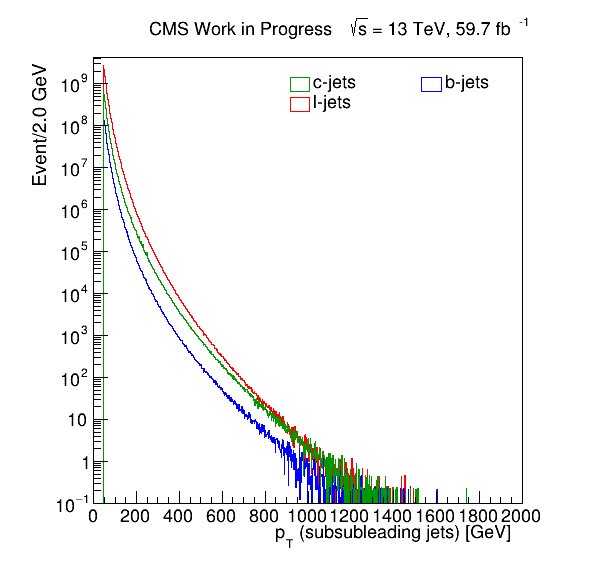 CMS Work in Progress √s = 13 TeV, 59.7 fb⁻¹
Event/2.0 GeV
c-jets b-jets
l-jets
10⁹
10⁸
10⁷
10⁶
10⁵
10⁴
10³
10²
10
1
10⁻¹
0 200 400 600 800 1000 1200 1400 1600 1800 2000
p_T (subsubleading jets) [GeV]